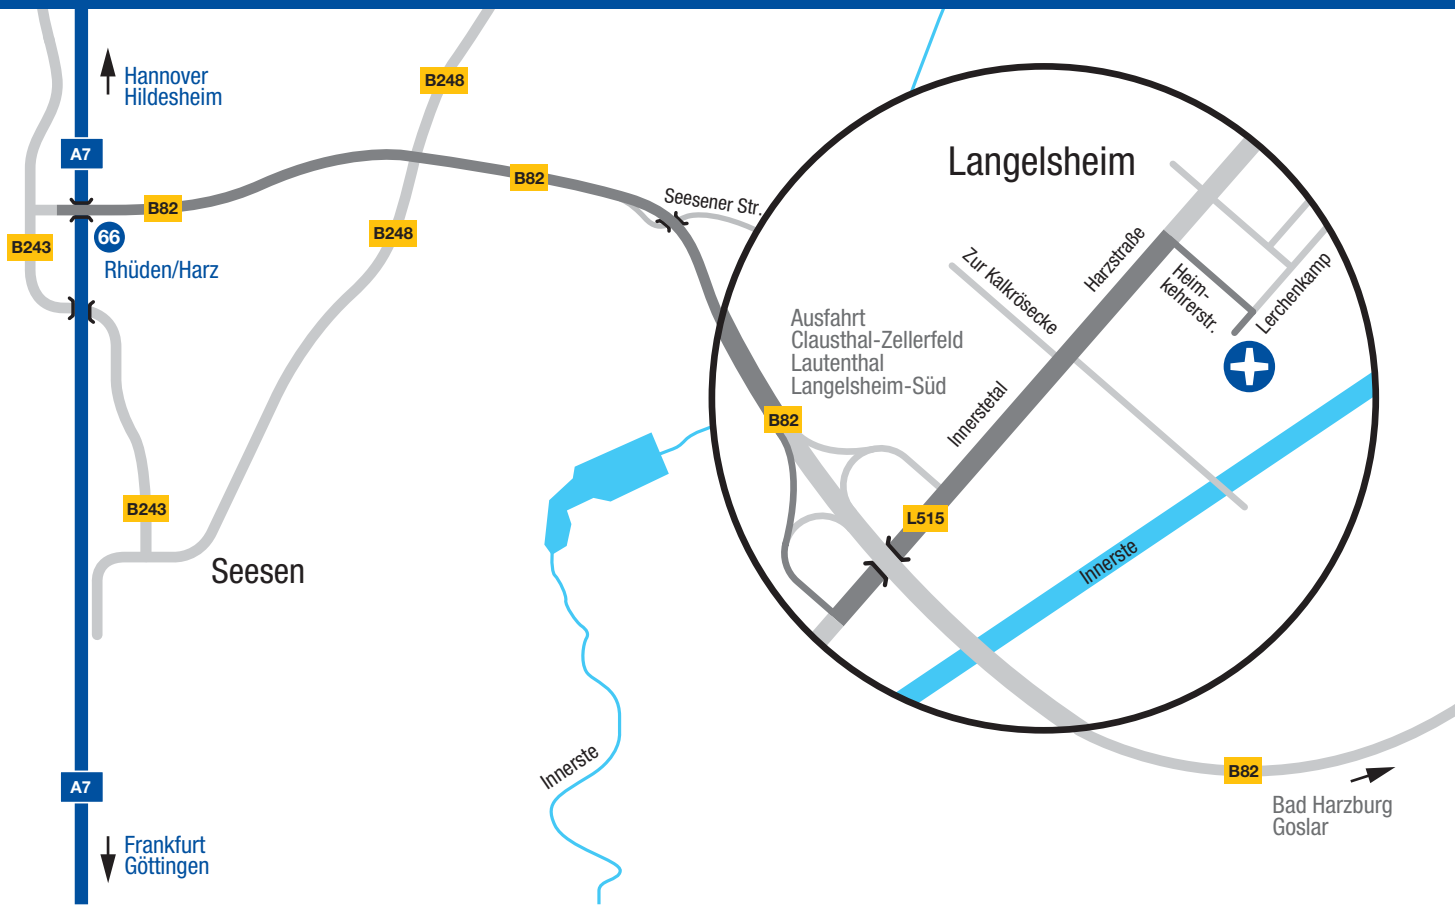 Hannover
Hildesheim
A7
B248
B82
B82
Seesener Str.
B243
66
Rhüden/Harz
B248
Langelsheim
Harzstraße
Zur Kalkrösecke
Heim-
kehrerstr.
Lerchenkamp
Ausfahrt
Clausthal-Zellerfeld
Lautenthal
Langelsheim-Süd
B82
Innerstetal
L515
Innerste
B243
Seesen
Innerste
A7
Frankfurt
Göttingen
B82
Bad Harzburg
Goslar